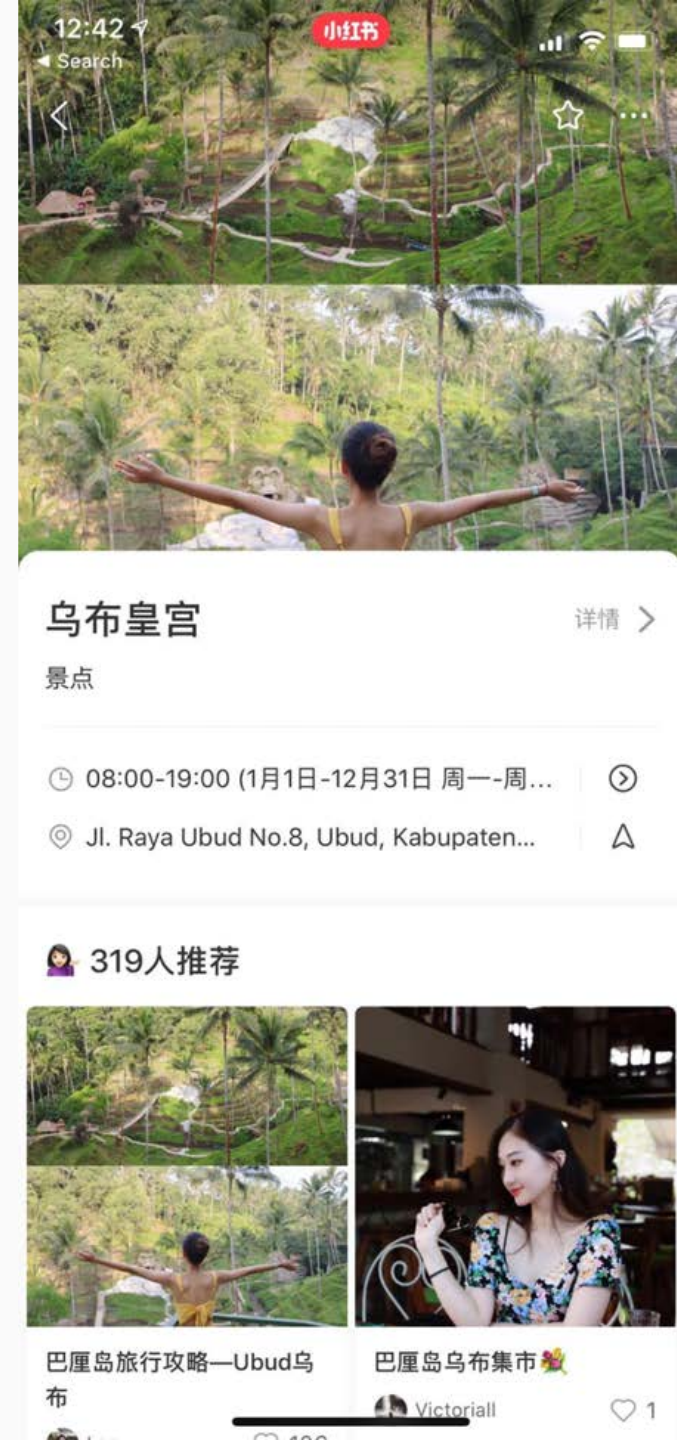 12:42
小红书
Search
乌布皇宫
详情
景点
08:00-19:00 (1月1日-12月31日 周一-周...
Jl. Raya Ubud No.8, Ubud, Kabupaten...
319人推荐
巴厘岛旅行攻略—Ubud乌
布
巴厘岛乌布集市
Victoriall
1